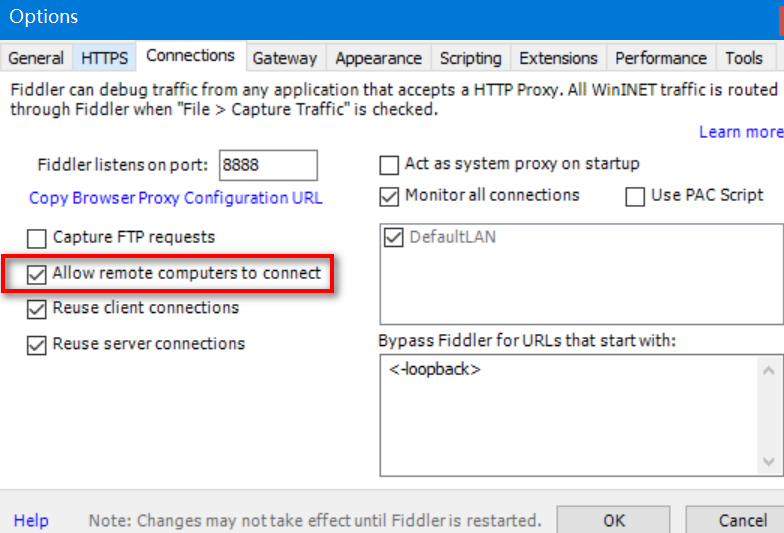 Options
General HTTPS Connections Gateway Appearance Scripting Extensions Performance Tools
Fiddler can debug traffic from any application that accepts a HTTP Proxy. All WinINET traffic is routed
through Fiddler when "File > Capture Traffic" is checked.
Learn more
Fiddler listens on port: 8888
Copy Browser Proxy Configuration URL
Capture FTP requests
Allow remote computers to connect
Reuse client connections
Reuse server connections
Act as system proxy on startup
Monitor all connections Use PAC Script
DefaultLAN
Bypass Fiddler for URLs that start with:
<-loopback>
Help Note: Changes may not take effect until Fiddler is restarted. OK Cancel